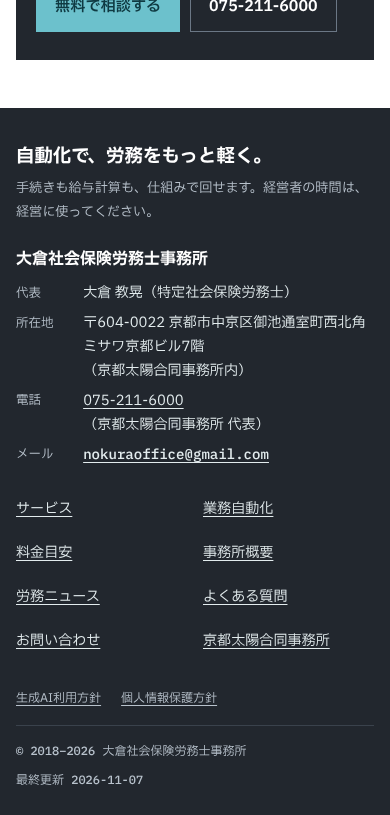 無料で相談する
075-211-6000
自動化で、労務をもっと軽く。
手続きも給与計算も、仕組みで回せます。経営者の時間は、
経営に使ってください。
大倉社会保険労務士事務所
代表 大倉 教晃（特定社会保険労務士）
所在地 〒604-0022 京都市中京区御池通室町西北角
ミサワ京都ビル7階
（京都太陽合同事務所内）
電話 075-211-6000
（京都太陽合同事務所 代表）
メール nokuraoffice@gmail.com
サービス 業務自動化
料金目安 事務所概要
労務ニュース よくある質問
お問い合わせ 京都太陽合同事務所
生成AI利用方針 個人情報保護方針
© 2018–2026 大倉社会保険労務士事務所
最終更新 2026-11-07